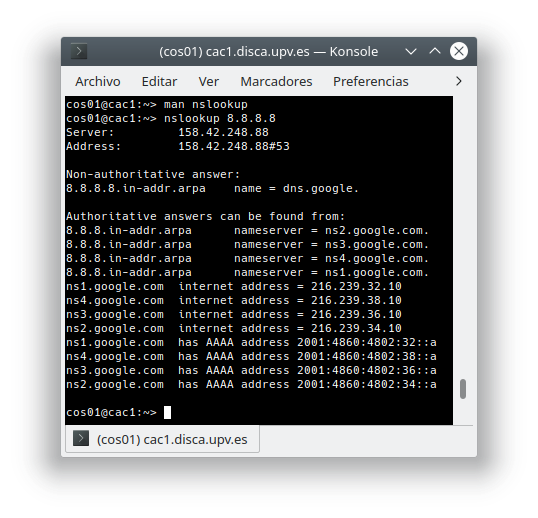 (cos01) cac1.disca.upv.es — Konsole
Archivo Editar Ver Marcadores Preferencias
cos01@cac1:~> man nslookup
cos01@cac1:~> nslookup 8.8.8.8
Server:         158.42.248.88
Address:        158.42.248.88#53
Non-authoritative answer:
8.8.8.8.in-addr.arpa    name = dns.google.
Authoritative answers can be found from:
8.8.8.in-addr.arpa      nameserver = ns2.google.com.
8.8.8.in-addr.arpa      nameserver = ns3.google.com.
8.8.8.in-addr.arpa      nameserver = ns4.google.com.
8.8.8.in-addr.arpa      nameserver = ns1.google.com.
ns1.google.com  internet address = 216.239.32.10
ns4.google.com  internet address = 216.239.38.10
ns3.google.com  internet address = 216.239.36.10
ns2.google.com  internet address = 216.239.34.10
ns1.google.com  has AAAA address 2001:4860:4802:32::a
ns4.google.com  has AAAA address 2001:4860:4802:38::a
ns3.google.com  has AAAA address 2001:4860:4802:36::a
ns2.google.com  has AAAA address 2001:4860:4802:34::a
cos01@cac1:~>
(cos01) cac1.disca.upv.es